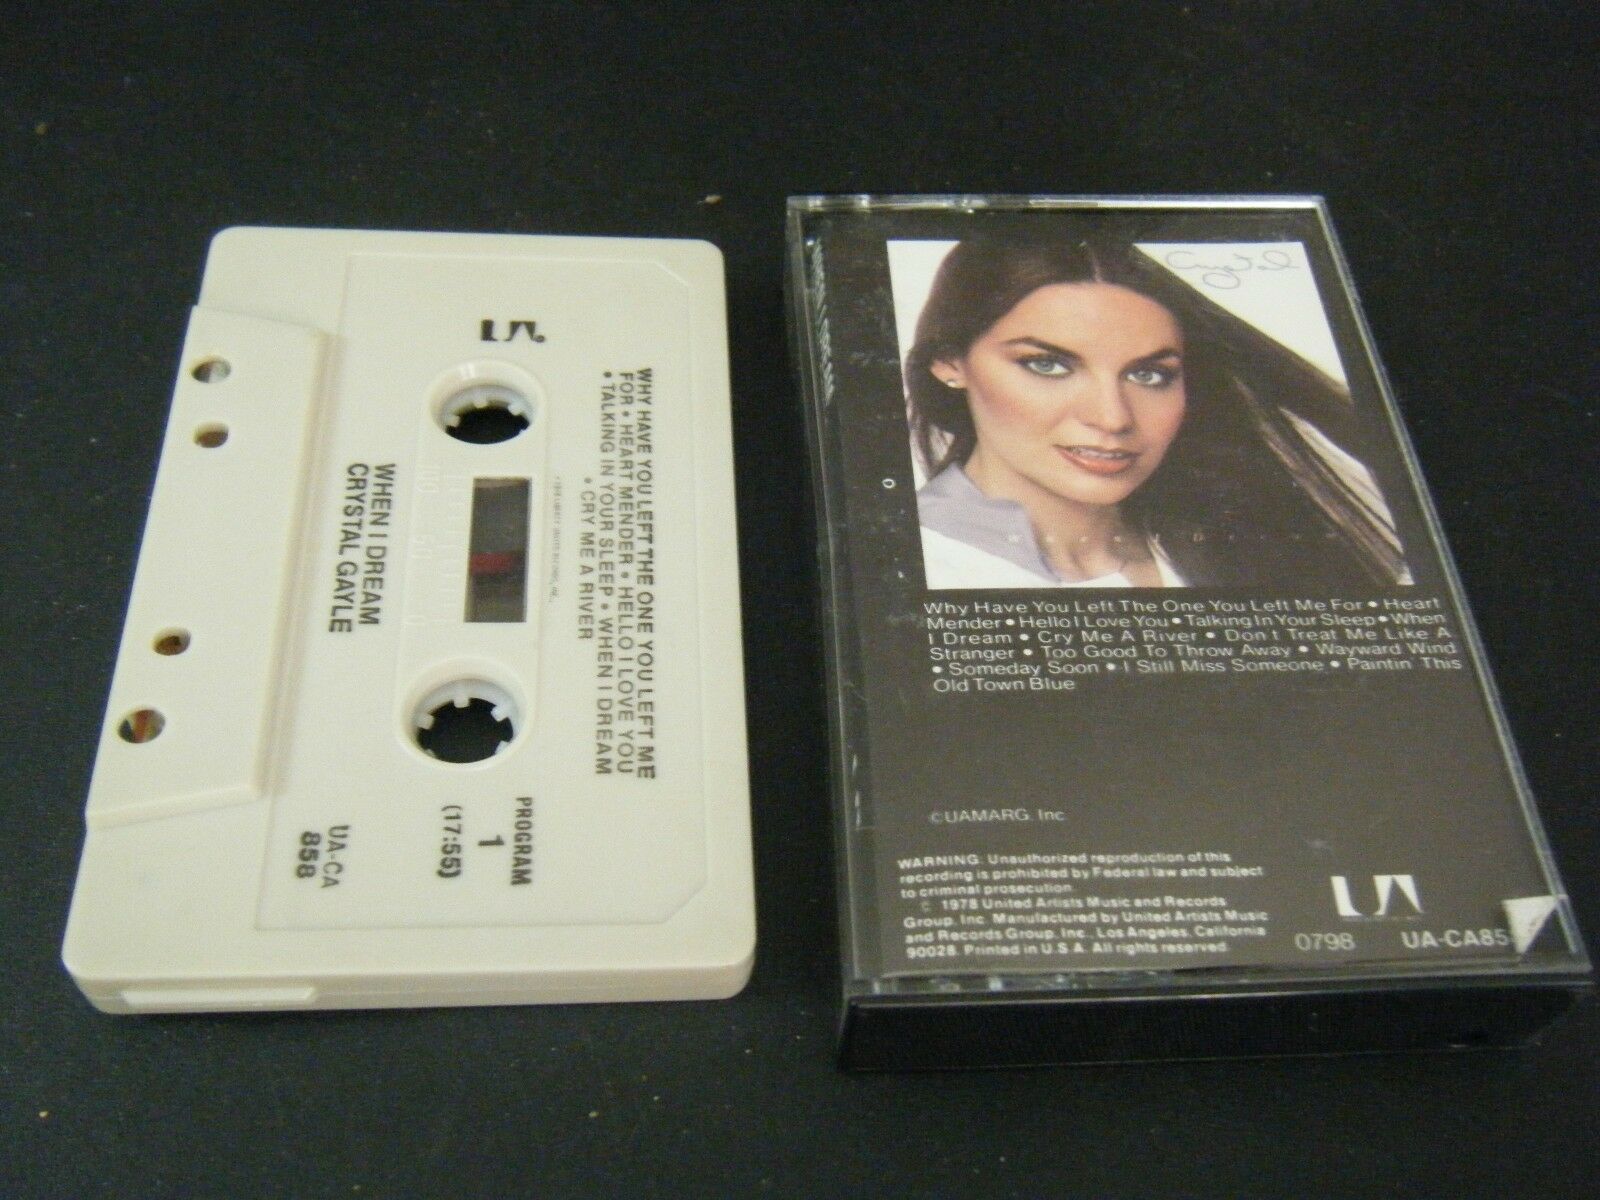 UA
WHY HAVE YOU LEFT THE ONE YOU LEFT ME
FOR • HEART MENDER • HELLO I LOVE YOU
• TALKING IN YOUR SLEEP • WHEN I DREAM
• CRY ME A RIVER
WHEN I DREAM
CRYSTAL GAYLE
PROGRAM
1
(17:55)
UA-CA
858
WHEN I DREAM
Crystal
When I Dream
Why Have You Left The One You Left Me For • Heart
Mender • Hello I Love You • Talking In Your Sleep • When
I Dream • Cry Me A River • Don't Treat Me Like A
Stranger • Too Good To Throw Away • Wayward Wind
• Someday Soon • I Still Miss Someone • Paintin' This
Old Town Blue
© UAMARG, Inc
WARNING. Unauthorized reproduction of this
recording is prohibited by Federal law and subject
to criminal prosecution.
© 1978 United Artists Music and Records
Group, Inc. Manufactured by United Artists Music
and Records Group, Inc., Los Angeles, California
90028. Printed in U.S.A. All rights reserved.
UA
0798 UA-CA85